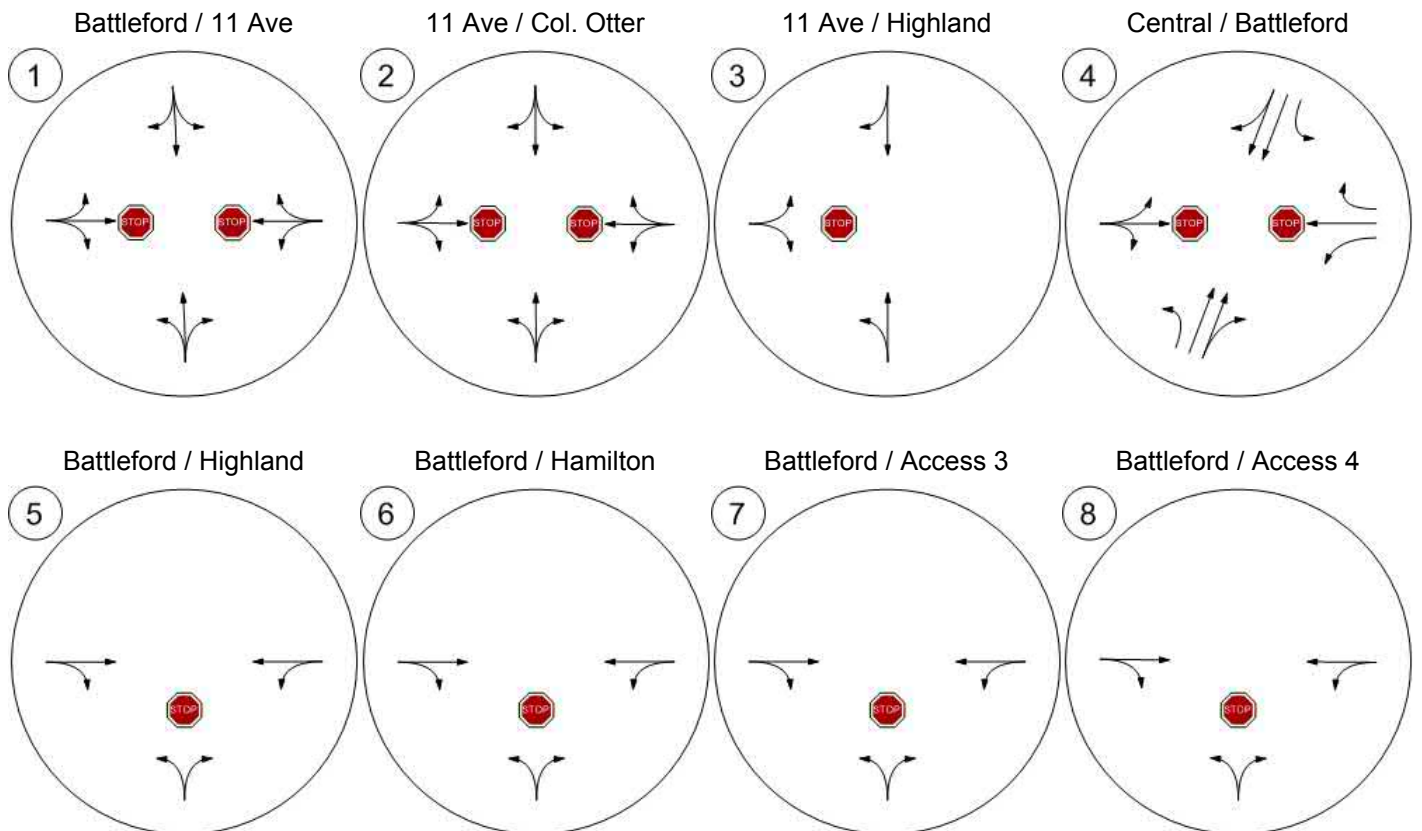 Battleford / 11 Ave
11 Ave / Col. Otter
11 Ave / Highland
Central / Battleford
1
2
3
4
STOP
STOP
STOP
STOP
STOP
STOP
STOP
Battleford / Highland
Battleford / Hamilton
Battleford / Access 3
Battleford / Access 4
5
6
7
8
STOP
STOP
STOP
STOP